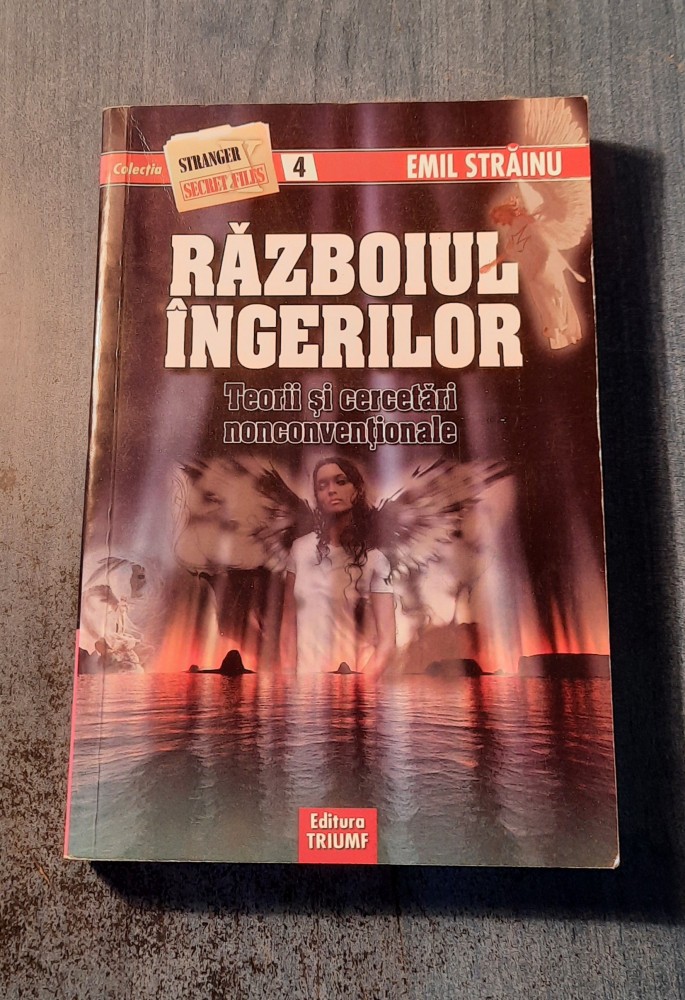 Colecția
STRANGER
SECRET FILES
4
EMIL STRĂINU
RĂZBOIUL
ÎNGERILOR
Teorii și cercetări
nonconvenționale
Editura
TRIUMF